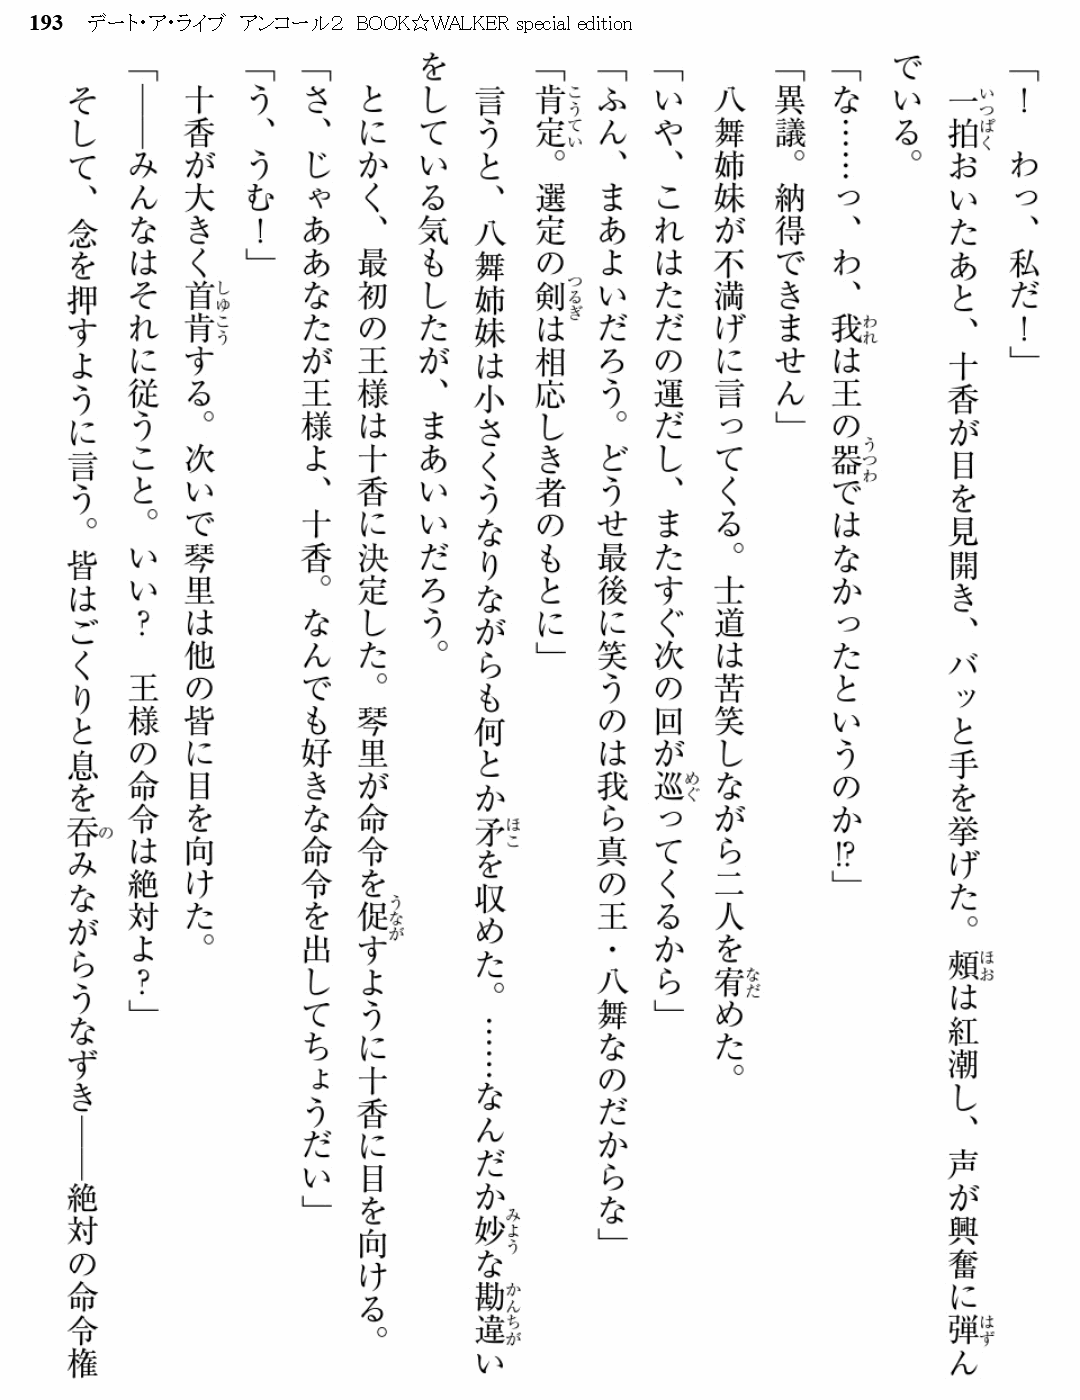 193 デート・ア・ライブ アンコール2 BOOK☆WALKER special edition
「！ わっ、私だ！」
一拍おいたあと、十香が目を見開き、バッと手を挙げた。頰は紅潮し、声が興奮に弾ん
でいる。
「な……っ、わ、我は王の器ではなかったというのか!?」
「異議。納得できません」
八舞姉妹が不満げに言ってくる。士道は苦笑しながら二人を宥めた。
「いや、これはただの運だし、またすぐ次の回が巡ってくるから」
「ふん、まあよいだろう。どうせ最後に笑うのは我ら真の王・八舞なのだからな」
「肯定。選定の剣は相応しき者のもとに」
言うと、八舞姉妹は小さくうなりながらも何とか矛を収めた。……なんだか妙な勘違い
をしている気もしたが、まあいいだろう。
とにかく、最初の王様は十香に決定した。琴里が命令を促すように十香に目を向ける。
「さ、じゃああなたが王様よ、十香。なんでも好きな命令を出してちょうだい」
「う、うむ！」
十香が大きく首肯する。次いで琴里は他の皆に目を向けた。
「――みんなはそれに従うこと。いい？ 王様の命令は絶対よ？」
そして、念を押すように言う。皆はごくりと息を呑みながらうなずき――絶対の命令権